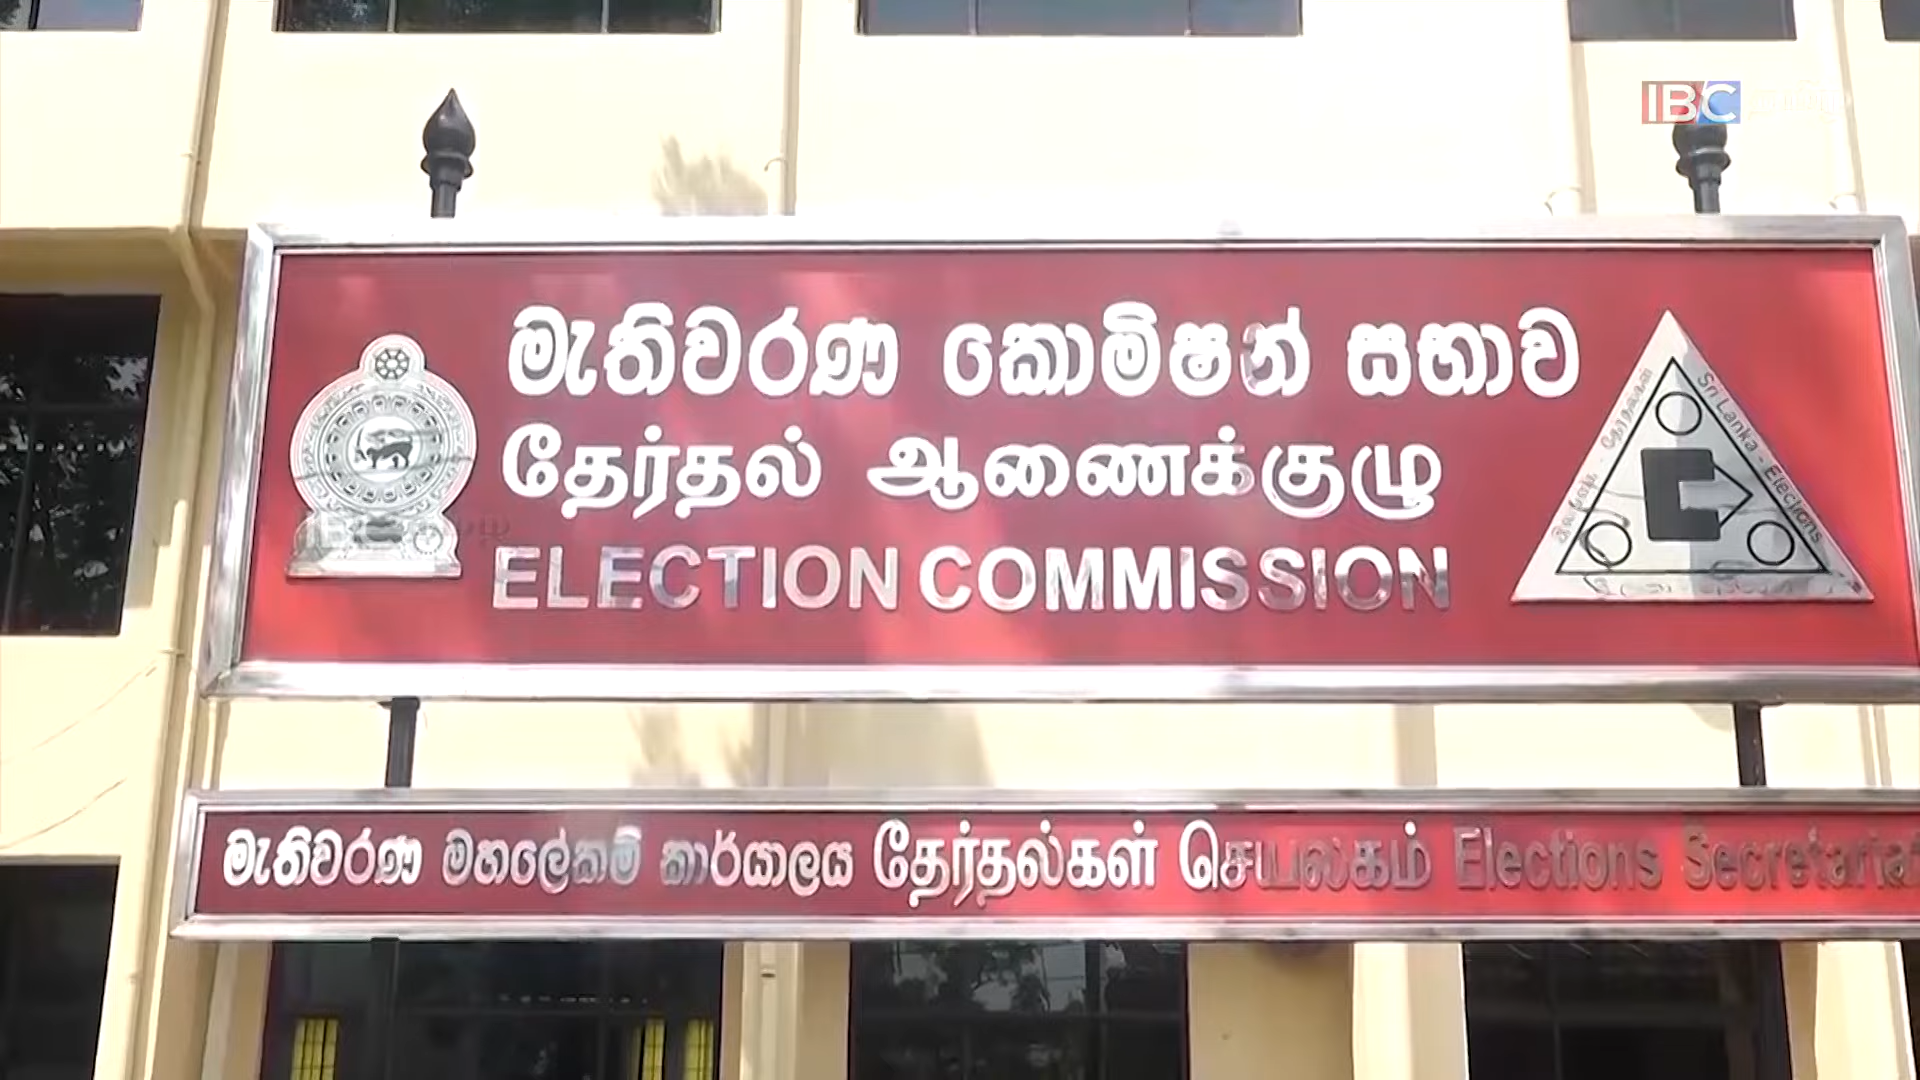 IBC தமிழ்
මැතිවරණ කොමිෂන් සභාව
தேர்தல் ஆணைக்குழு
ELECTION COMMISSION
Sri Lanka - Elections
මැතිවරණ මහලේකම් කාර්යාලය தேர்தல்கள் செயலகம் Elections Secretariat